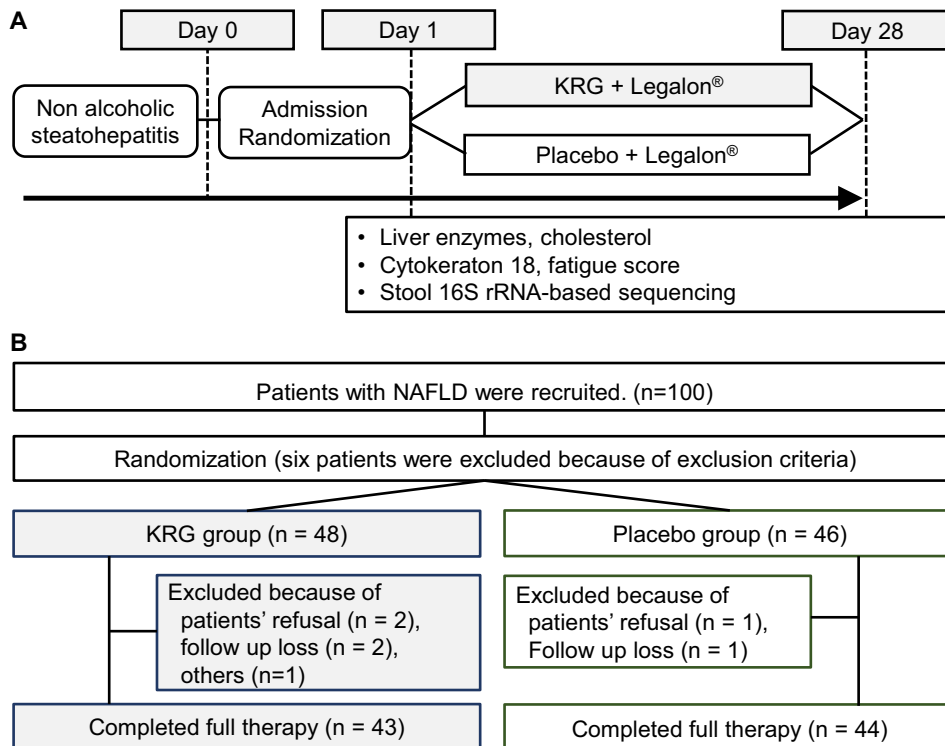 A
Day 0
Day 1
Day 28
Non alcoholic
steatohepatitis
Admission
Randomization
KRG + Legalon®
Placebo + Legalon®
• Liver enzymes, cholesterol
• Cytokeraton 18, fatigue score
• Stool 16S rRNA-based sequencing
B
Patients with NAFLD were recruited. (n=100)
Randomization (six patients were excluded because of exclusion criteria)
KRG group (n = 48)
Placebo group (n = 46)
Excluded because of
patients’ refusal (n = 2),
follow up loss (n = 2),
others (n=1)
Excluded because of
patients’ refusal (n = 1),
Follow up loss (n = 1)
Completed full therapy (n = 43)
Completed full therapy (n = 44)